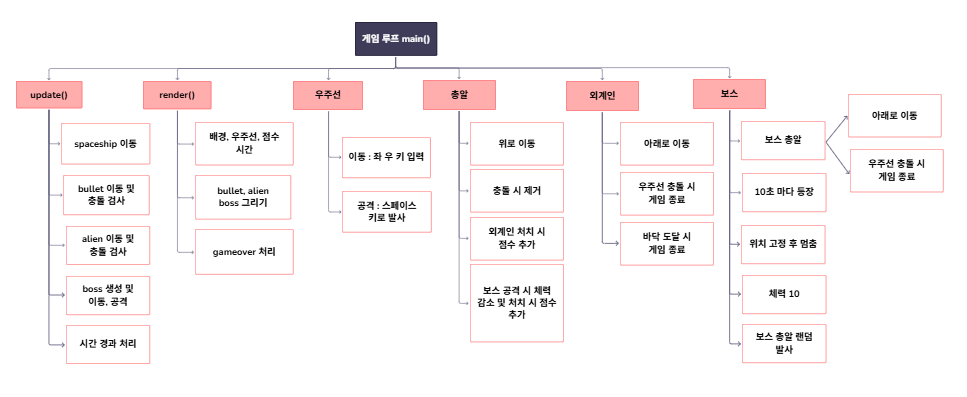 게임 루프 main()
update()
spaceship 이동
bullet 이동 및
충돌 검사
alien 이동 및
충돌 검사
boss 생성 및
이동, 공격
시간 경과 처리
render()
배경, 우주선, 점수
시간
bullet, alien
boss 그리기
gameover 처리
우주선
이동 : 좌 우 키 입력
공격 : 스페이스
키로 발사
총알
위로 이동
충돌 시 제거
외계인 처치 시
점수 추가
보스 공격 시 체력
감소 및 처치 시 점수
추가
외계인
아래로 이동
우주선 충돌 시
게임 종료
바닥 도달 시
게임 종료
보스
보스 총알
아래로 이동
우주선 충돌 시
게임 종료
10초 마다 등장
위치 고정 후 멈춤
체력 10
보스 총알 랜덤
발사